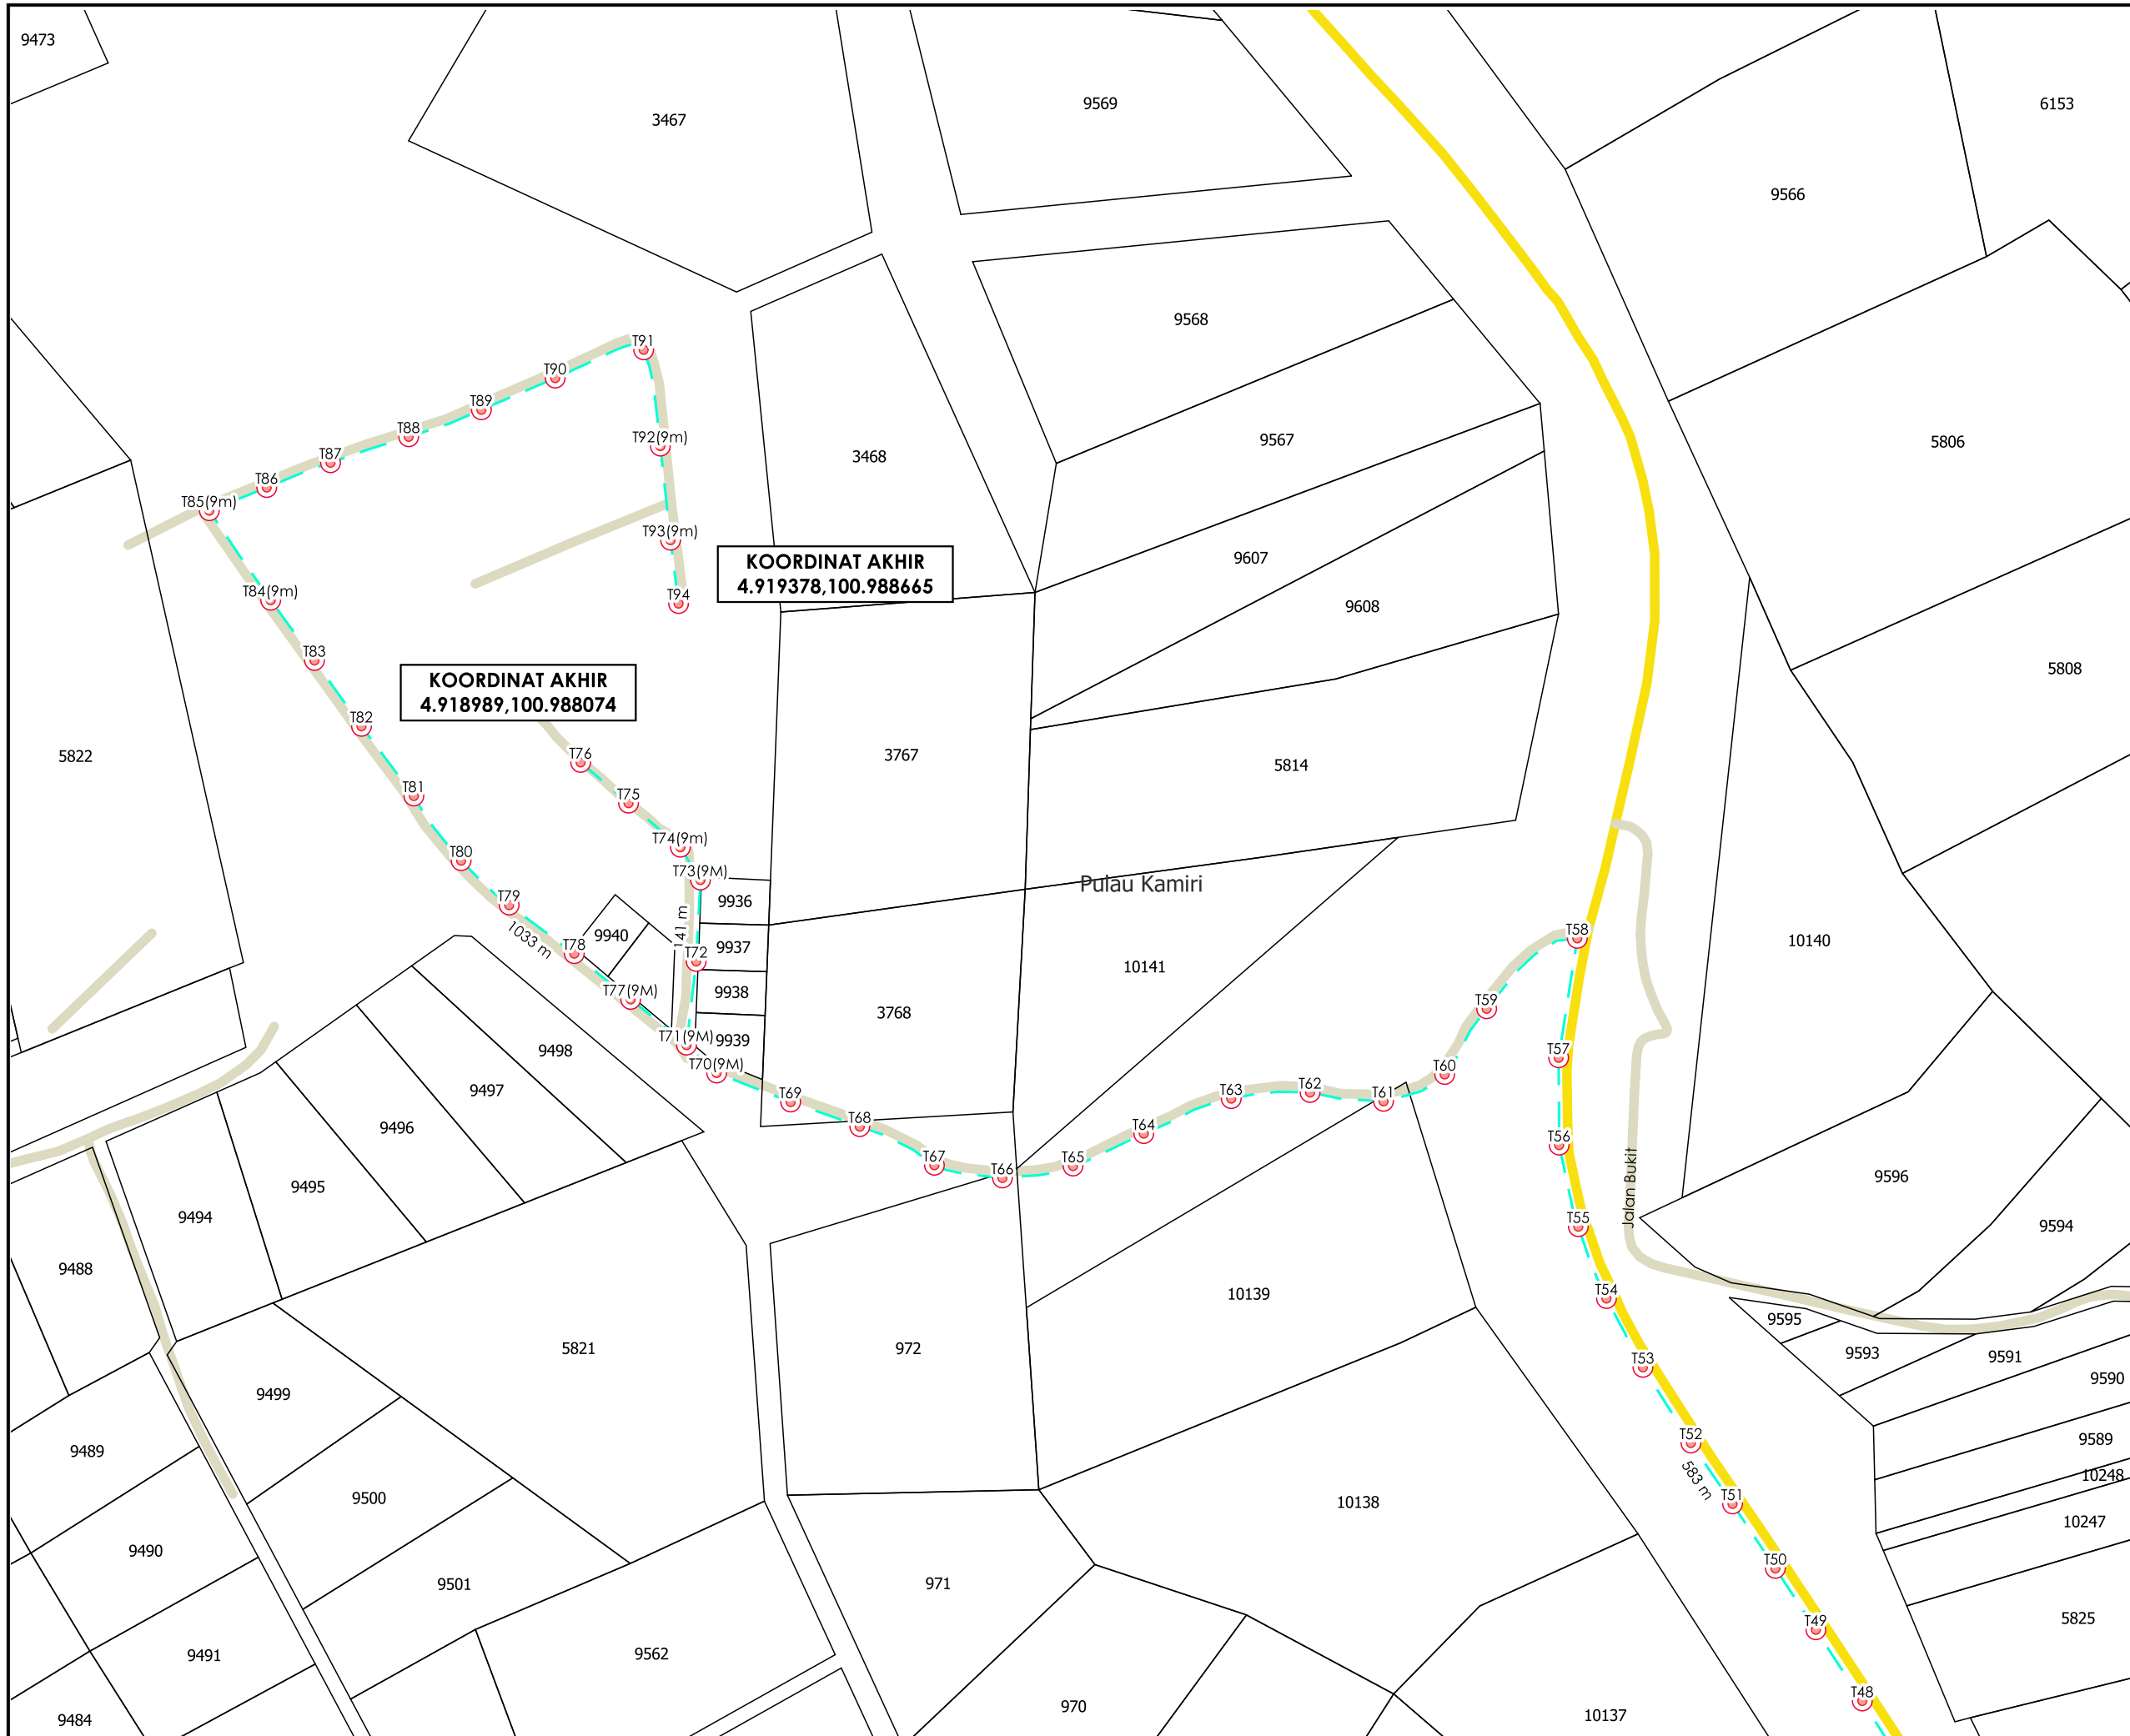 9473
3467
9569
6153
9566
T91
9568
T90
T89
T88
T92(9m)
9567
5806
3468
T87
T86
T85(9m)
T93(9m)
9607
KOORDINAT AKHIR
4.919378,100.988665
T84(9m)
T94
9608
T83
5808
KOORDINAT AKHIR
4.918989,100.988074
T82
5822
T76
3767
5814
T81
T75
T74(9m)
T80
T73(9M)
Pulau Kamiri
T79
9936
141 m
1033 m
9940
T78
T72
9937
T58
10140
10141
T77(9M)
9938
T59
3768
T71(9M)
9939
9498
T57
T70(9M)
T60
9497
T69
T63
T62
T61
9496
T68
T64
T56
T67
T66
T65
9495
9596
Jalan Bukit
9494
T55
9594
9488
T54
10139
9595
5821
972
T53
9593
9591
9590
9499
T52
9489
9589
583 m
10248
T51
9500
10138
10247
9490
T50
9501
971
T49
5825
9491
9562
T48
9484
970
10137